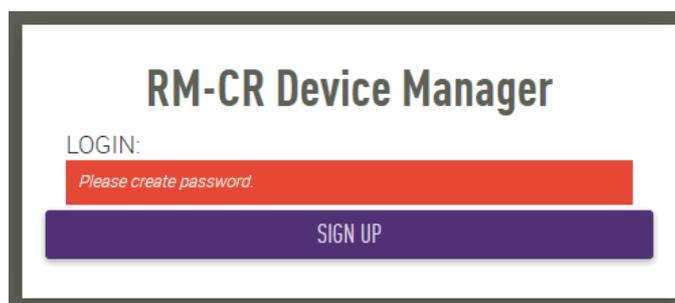 RM-CR Device Manager
LOGIN:
Please create password.
SIGN UP